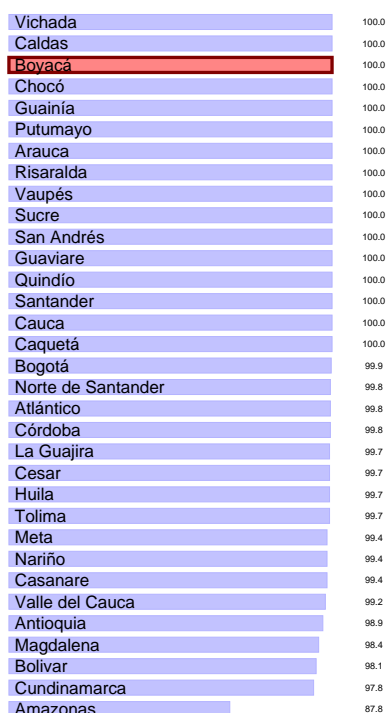 Vichada 100.0
Caldas 100.0
Boyacá 100.0
Chocó 100.0
Guainía 100.0
Putumayo 100.0
Arauca 100.0
Risaralda 100.0
Vaupés 100.0
Sucre 100.0
San Andrés 100.0
Guaviare 100.0
Quindío 100.0
Santander 100.0
Cauca 100.0
Caquetá 100.0
Bogotá 99.9
Norte de Santander 99.8
Atlántico 99.8
Córdoba 99.8
La Guajira 99.7
Cesar 99.7
Huila 99.7
Tolima 99.7
Meta 99.4
Nariño 99.4
Casanare 99.4
Valle del Cauca 99.2
Antioquia 98.9
Magdalena 98.4
Bolivar 98.1
Cundinamarca 97.8
Amazonas 87.8